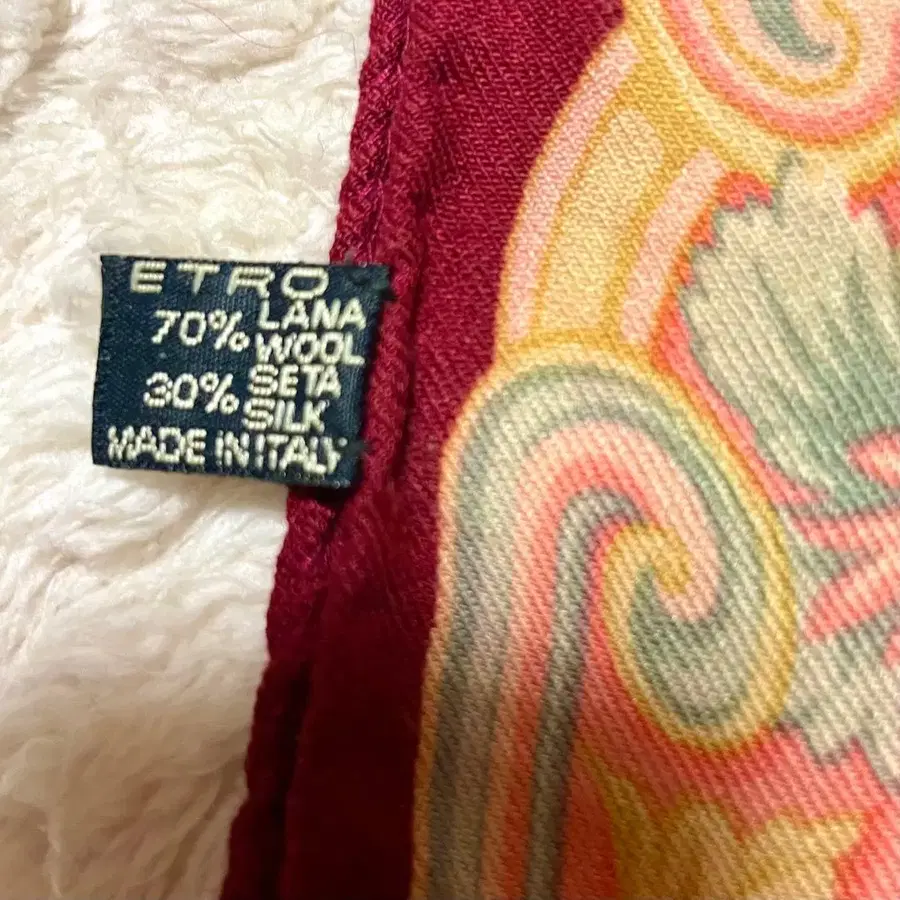 ETRO
70% LANA
WOOL
30% SETA
SILK
MADE IN ITALY